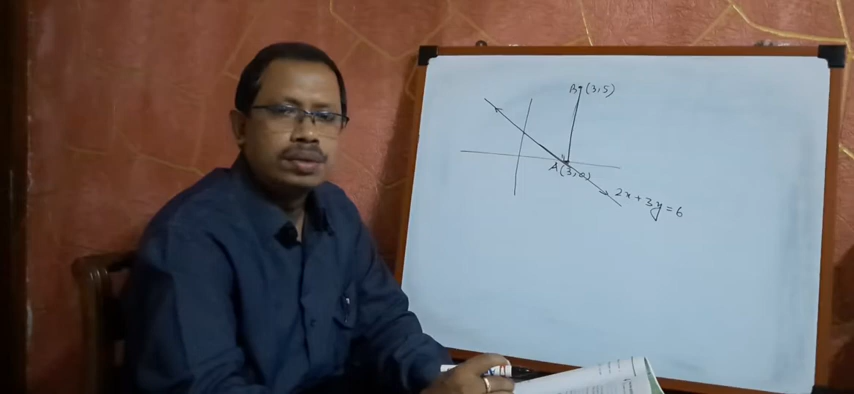 B (3,5)
A (3,0)
2x + 3y = 6